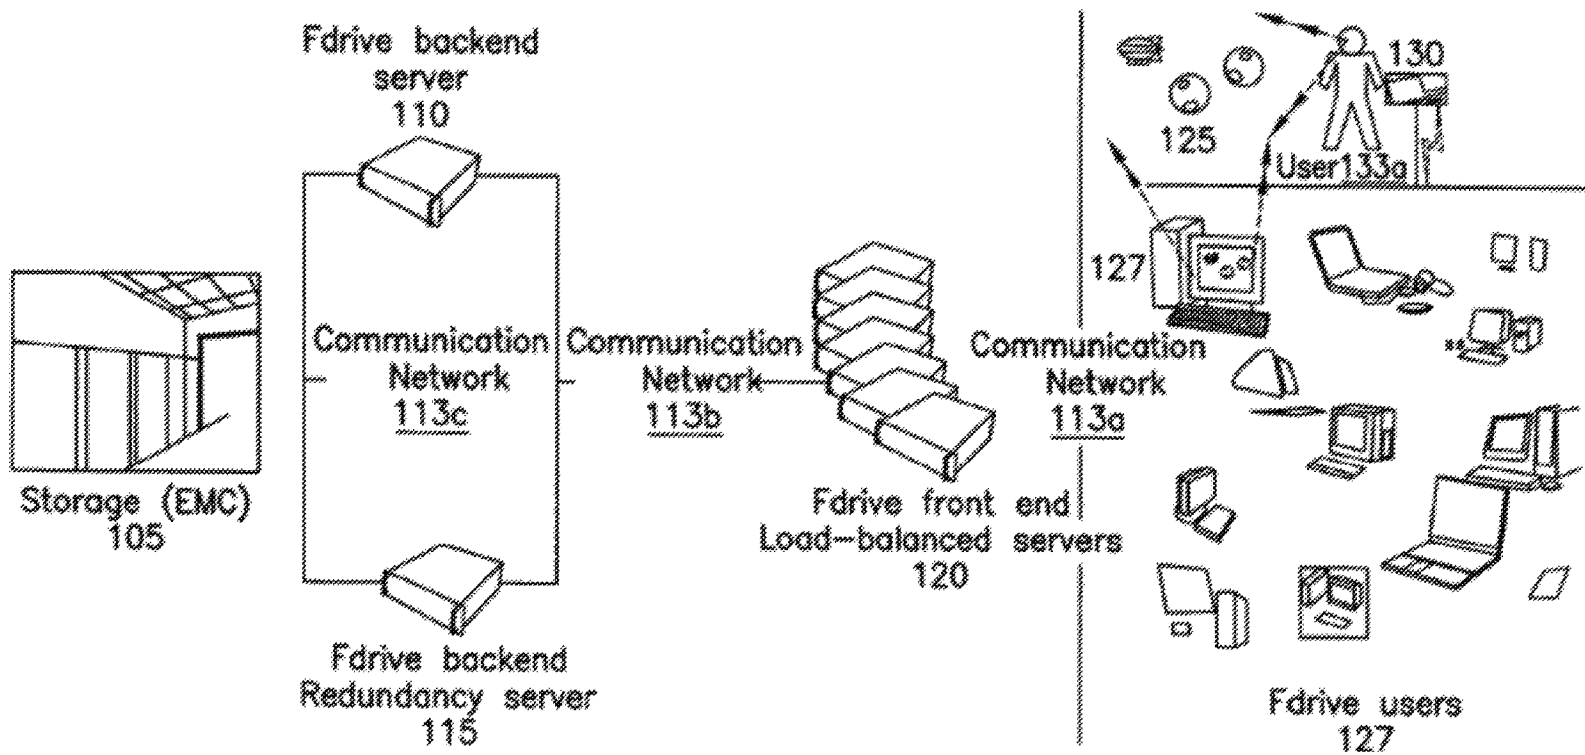 Fdrive backend
server
110
Storage (EMC)
105
Communication
Network
113c
Fdrive backend
Redundancy server
115
Communication
Network
113b
Fdrive front end
Load-balanced servers
120
Communication
Network
113a
125
130
User133a
127
Fdrive users
127